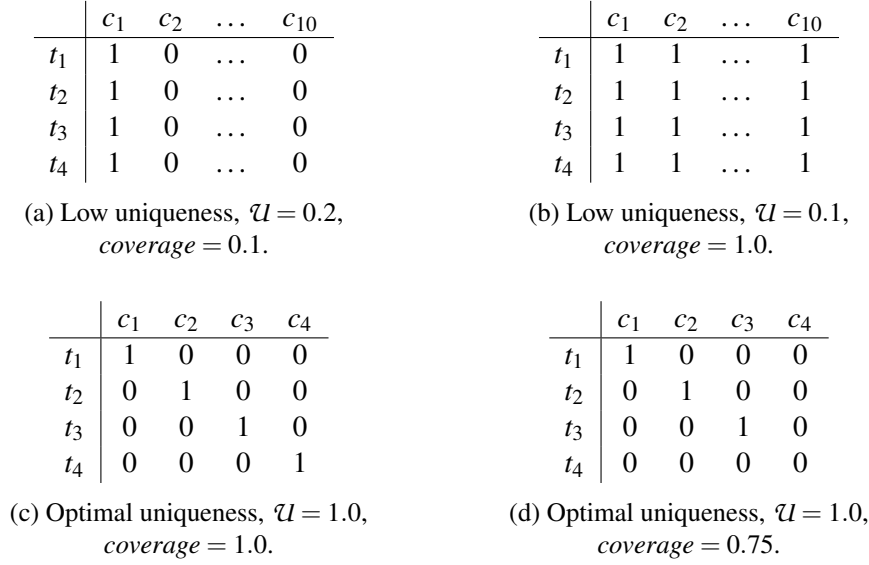 c₁ c₂ … c₁₀
t₁ 1 0 … 0
t₂ 1 0 … 0
t₃ 1 0 … 0
t₄ 1 0 … 0
(a) Low uniqueness, 𝒰 = 0.2,
coverage = 0.1.
c₁ c₂ … c₁₀
t₁ 1 1 … 1
t₂ 1 1 … 1
t₃ 1 1 … 1
t₄ 1 1 … 1
(b) Low uniqueness, 𝒰 = 0.1,
coverage = 1.0.
c₁ c₂ c₃ c₄
t₁ 1 0 0 0
t₂ 0 1 0 0
t₃ 0 0 1 0
t₄ 0 0 0 1
(c) Optimal uniqueness, 𝒰 = 1.0,
coverage = 1.0.
c₁ c₂ c₃ c₄
t₁ 1 0 0 0
t₂ 0 1 0 0
t₃ 0 0 1 0
t₄ 0 0 0 0
(d) Optimal uniqueness, 𝒰 = 1.0,
coverage = 0.75.